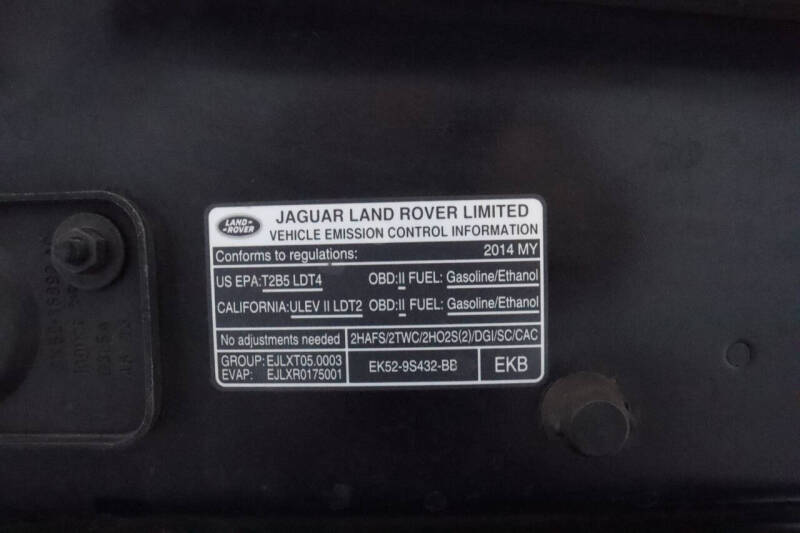 LAND-
-ROVER
JAGUAR LAND ROVER LIMITED
VEHICLE EMISSION CONTROL INFORMATION
Conforms to regulations: 2014 MY
US EPA:T2B5 LDT4 OBD:II FUEL: Gasoline/Ethanol
CALIFORNIA:ULEV II LDT2 OBD:II FUEL: Gasoline/Ethanol
No adjustments needed 2HAFS/2TWC/2HO2S(2)/DGI/SC/CAC
GROUP: EJLXT05.0003
EVAP: EJLXR0175001
EK52-9S432-BB
EKB